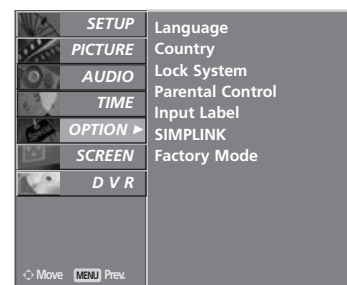 SETUP
PICTURE
AUDIO
TIME
OPTION ►
SCREEN
D V R
Language
Country
Lock System
Parental Control
Input Label
SIMPLINK
Factory Mode
Move MENU Prev.